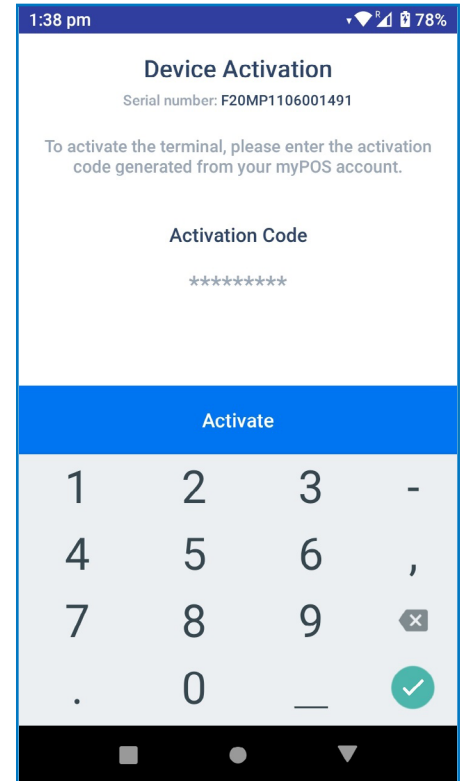 1:38 pm R 78%
Device Activation
Serial number: F20MP1106001491
To activate the terminal, please enter the activation
code generated from your myPOS account.
Activation Code
*********
Activate
1 2 3 -
4 5 6 ,
7 8 9
. 0 _